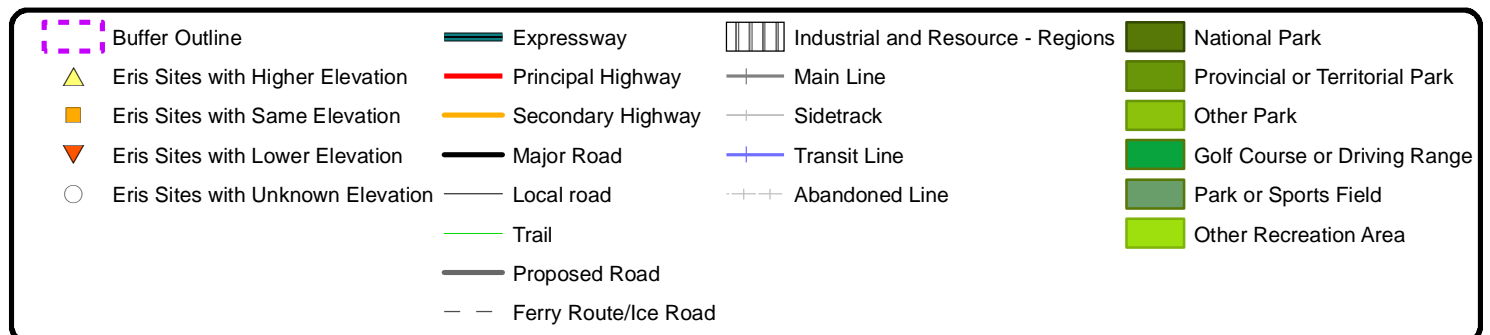 Buffer Outline
Eris Sites with Higher Elevation
Eris Sites with Same Elevation
Eris Sites with Lower Elevation
Eris Sites with Unknown Elevation
Expressway
Principal Highway
Secondary Highway
Major Road
Local road
Trail
Proposed Road
Ferry Route/Ice Road
Industrial and Resource - Regions
Main Line
Sidetrack
Transit Line
Abandoned Line
National Park
Provincial or Territorial Park
Other Park
Golf Course or Driving Range
Park or Sports Field
Other Recreation Area